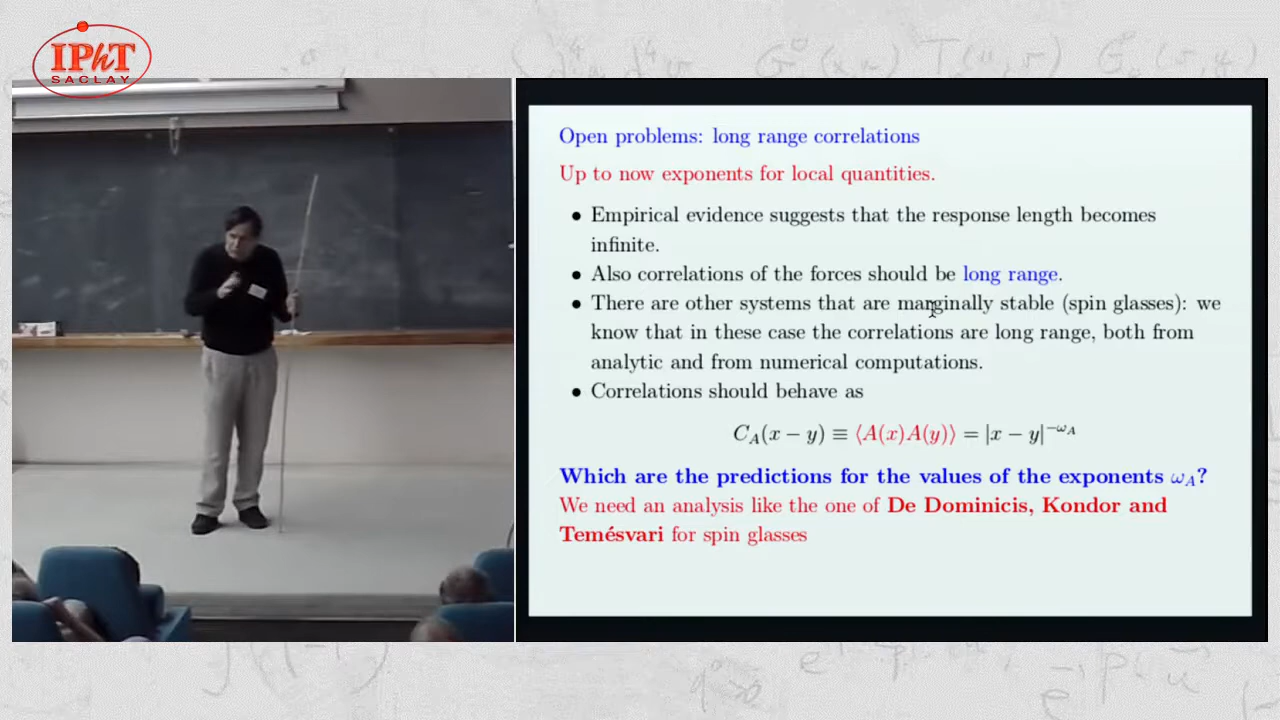 IPhT
SACLAY
Open problems: long range correlations
Up to now exponents for local quantities.
• Empirical evidence suggests that the response length becomes
infinite.
• Also correlations of the forces should be long range.
• There are other systems that are marginally stable (spin glasses): we
know that in these case the correlations are long range, both from
analytic and from numerical computations.
• Correlations should behave as
C_A(x − y) ≡ ⟨A(x)A(y)⟩ = |x − y|^{−ω_A}
Which are the predictions for the values of the exponents ω_A?
We need an analysis like the one of De Dominicis, Kondor and
Temésvari for spin glasses